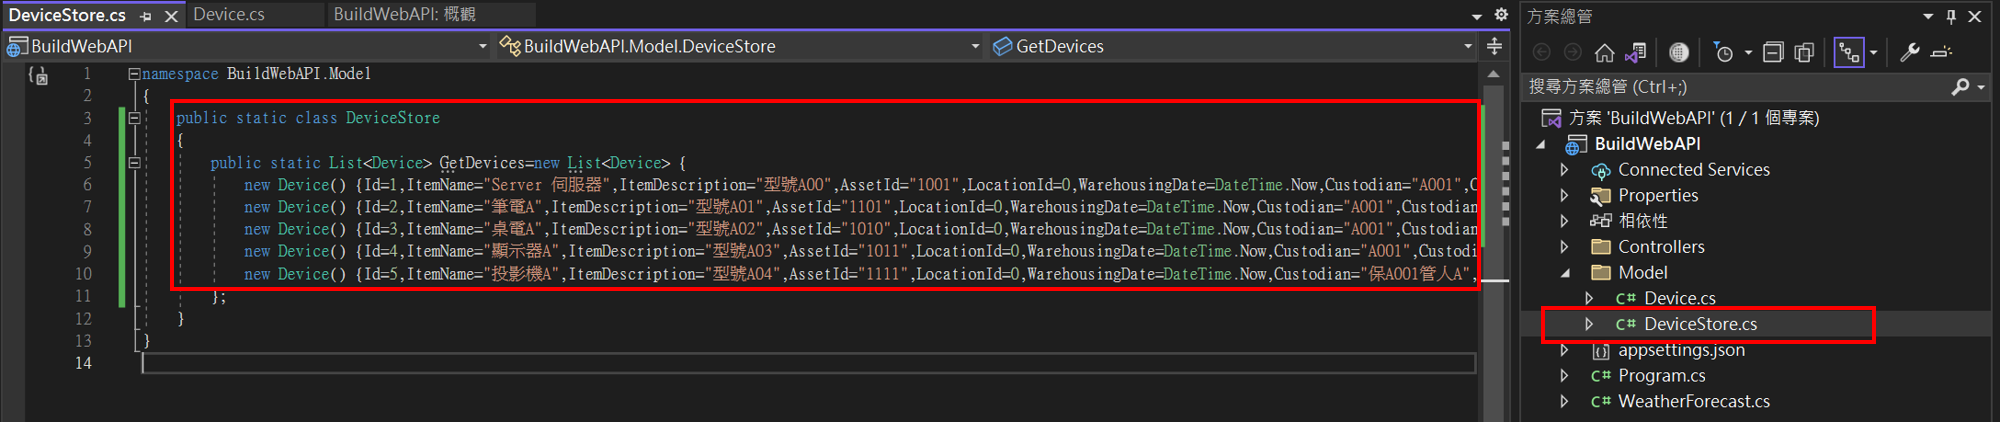 DeviceStore.cs Device.cs BuildWebAPI: 概觀
BuildWebAPI BuildWebAPI.Model.DeviceStore GetDevices
1 namespace BuildWebAPI.Model
2 {
3 public static class DeviceStore
4 {
5 public static List<Device> GetDevices=new List<Device> {
6 new Device() {Id=1,ItemName="Server 伺服器",ItemDescription="型號A00",AssetId="1001",LocationId=0,WarehousingDate=DateTime.Now,Custodian="A001",C
7 new Device() {Id=2,ItemName="筆電A",ItemDescription="型號A01",AssetId="1101",LocationId=0,WarehousingDate=DateTime.Now,Custodian="A001",Custodian
8 new Device() {Id=3,ItemName="桌電A",ItemDescription="型號A02",AssetId="1010",LocationId=0,WarehousingDate=DateTime.Now,Custodian="A001",Custodian
9 new Device() {Id=4,ItemName="顯示器A",ItemDescription="型號A03",AssetId="1011",LocationId=0,WarehousingDate=DateTime.Now,Custodian="A001",Custodi
10 new Device() {Id=5,ItemName="投影機A",ItemDescription="型號A04",AssetId="1111",LocationId=0,WarehousingDate=DateTime.Now,Custodian="保A001管人A",
11 };
12 }
13 }
14
方案總管
搜尋方案總管 (Ctrl+;)
方案 'BuildWebAPI' (1 / 1 個專案)
BuildWebAPI
Connected Services
Properties
相依性
Controllers
Model
C# Device.cs
C# DeviceStore.cs
appsettings.json
C# Program.cs
C# WeatherForecast.cs